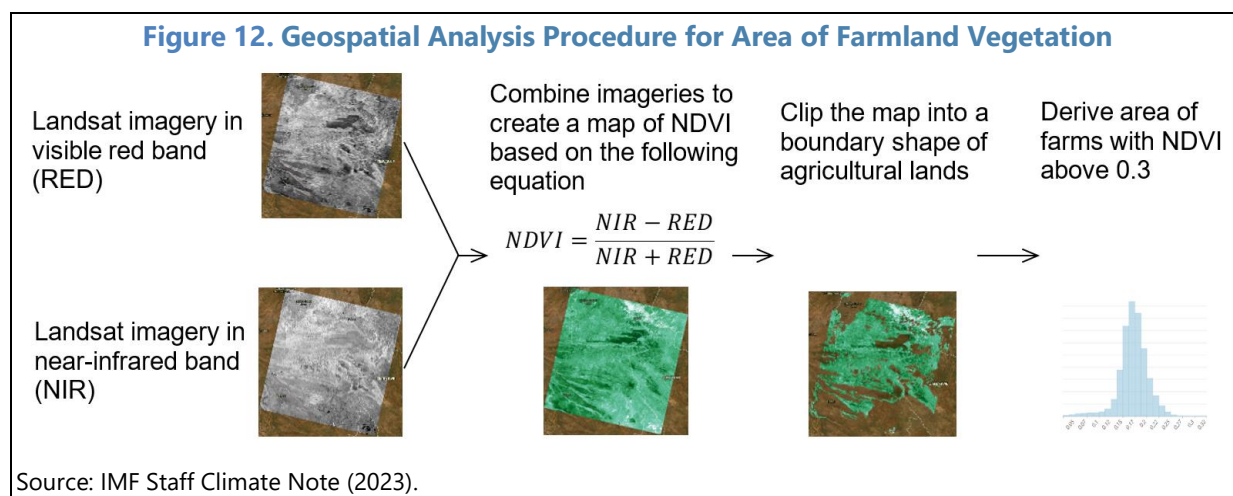 Figure 12. Geospatial Analysis Procedure for Area of Farmland Vegetation
Landsat imagery in
visible red band
(RED)
Landsat imagery in
near-infrared band
(NIR)
Combine imageries to
create a map of NDVI
based on the following
equation
NDVI = (NIR − RED) / (NIR + RED)
Clip the map into a
boundary shape of
agricultural lands
Derive area of
farms with NDVI
above 0.3
Source: IMF Staff Climate Note (2023).